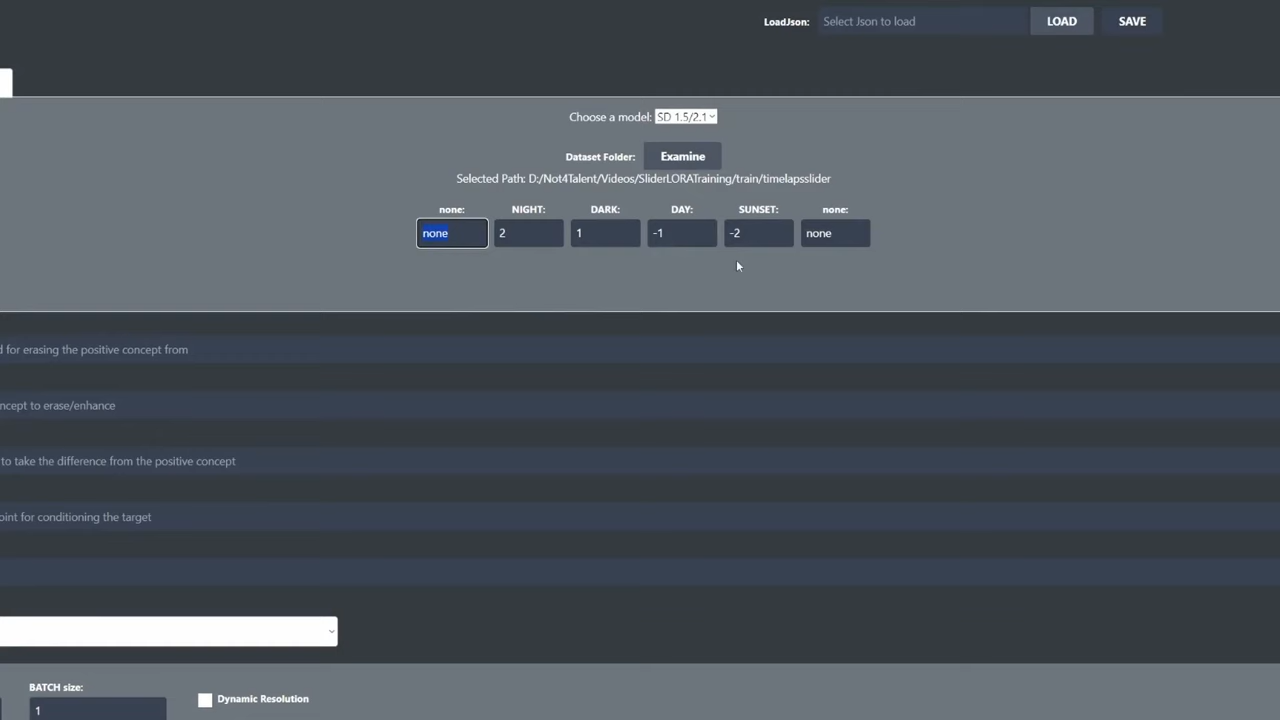 LoadJson: Select Json to load LOAD SAVE
Choose a model: SD 1.5/2.1
Dataset Folder: Examine
Selected Path: D:/Not4Talent/Videos/SliderLORATraining/train/timelapsslider
none: NIGHT: DARK: DAY: SUNSET: none:
none 2 1 -1 -2 none
for erasing the positive concept from
to erase/enhance
to take the difference from the positive concept
for conditioning the target
BATCH size: Dynamic Resolution
1